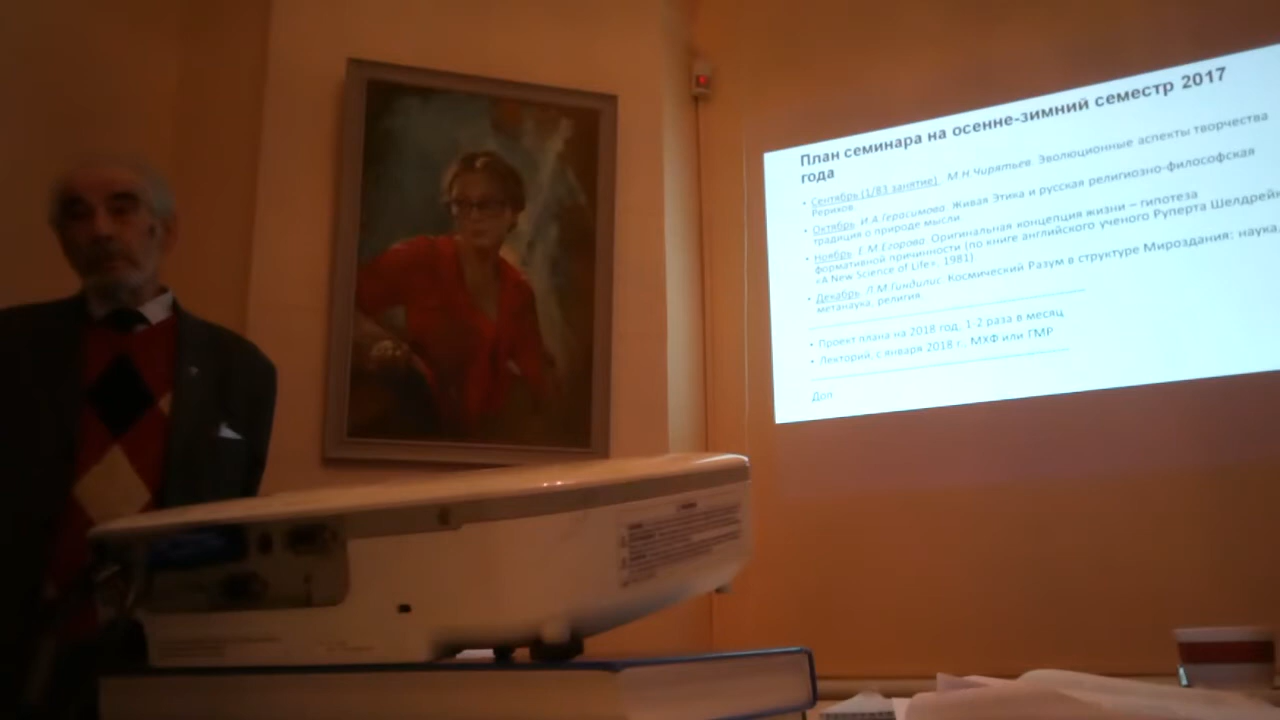 План семинара на осенне-зимний семестр 2017
года
• Сентябрь (1/83 занятие). М.Н.Чирятьев. Эволюционные аспекты творчества
Рерихов.
• Октябрь. И.А.Герасимова. Живая Этика и русская религиозно-философская
традиция о природе мысли.
• Ноябрь. Е.М.Егорова. Оригинальная концепция жизни – гипотеза
формативной причинности (по книге английского ученого Руперта Шелдрейка
«A New Science of Life». 1981)
• Декабрь. Л.М.Гиндилис. Космический Разум в структуре Мироздания: наука,
метанаука, религия.
• Проект плана на 2018 год, 1-2 раза в месяц.
• Лекторий, с января 2018 г., МХФ или ГМР
Доп